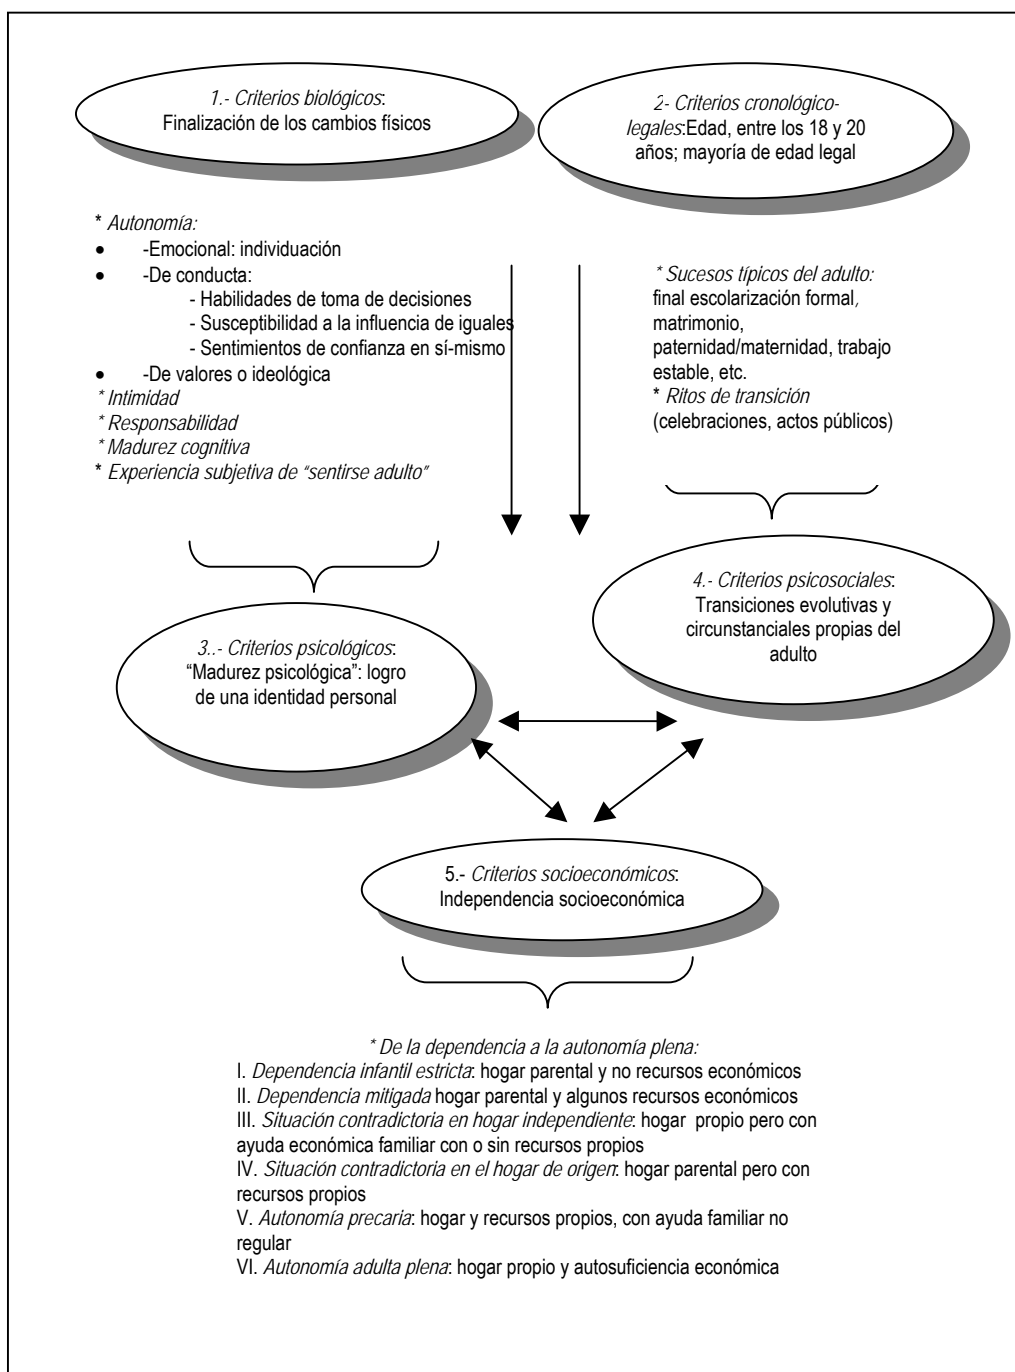 1.- Criterios biológicos:
Finalización de los cambios físicos
2- Criterios cronológico-
legales:Edad, entre los 18 y 20
años; mayoría de edad legal
* Autonomía:
• -Emocional: individuación
• -De conducta:
- Habilidades de toma de decisiones
- Susceptibilidad a la influencia de iguales
- Sentimientos de confianza en sí-mismo
• -De valores o ideológica
* Intimidad
* Responsabilidad
* Madurez cognitiva
* Experiencia subjetiva de “sentirse adulto”
* Sucesos típicos del adulto:
final escolarización formal,
matrimonio,
paternidad/maternidad, trabajo
estable, etc.
* Ritos de transición
(celebraciones, actos públicos)
3..- Criterios psicológicos:
“Madurez psicológica”: logro
de una identidad personal
4.- Criterios psicosociales:
Transiciones evolutivas y
circunstanciales propias del
adulto
5.- Criterios socioeconómicos:
Independencia socioeconómica
* De la dependencia a la autonomía plena:
I. Dependencia infantil estricta: hogar parental y no recursos económicos
II. Dependencia mitigada hogar parental y algunos recursos económicos
III. Situación contradictoria en hogar independiente: hogar propio pero con
ayuda económica familiar con o sin recursos propios
IV. Situación contradictoria en el hogar de origen: hogar parental pero con
recursos propios
V. Autonomía precaria: hogar y recursos propios, con ayuda familiar no
regular
VI. Autonomía adulta plena: hogar propio y autosuficiencia económica